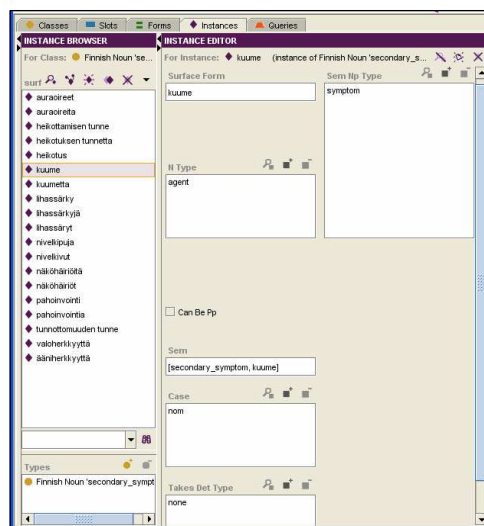 Classes Slots Forms Instances Queries
INSTANCE BROWSER
For Class: Finnish Noun 'se...
surf
auraoireet
auraoireita
heikottamisen tunne
heikotuksen tunnetta
heikotus
kuume
kuumetta
lihassärky
lihassärkyjä
lihassäryt
nivelkipuja
nivelkivut
näköhäiriöitä
näköhäiriöt
pahoinvointi
pahoinvointia
tunnottomuuden tunne
valoherkkyyttä
ääniherkkyyttä
Types
Finnish Noun 'secondary_sympt
INSTANCE EDITOR
For Instance: kuume (instance of Finnish Noun 'secondary_s...
Surface Form
kuume
Sem Np Type
symptom
N Type
agent
Can Be Pp
Sem
[secondary_symptom, kuume]
Case
nom
Takes Det Type
none